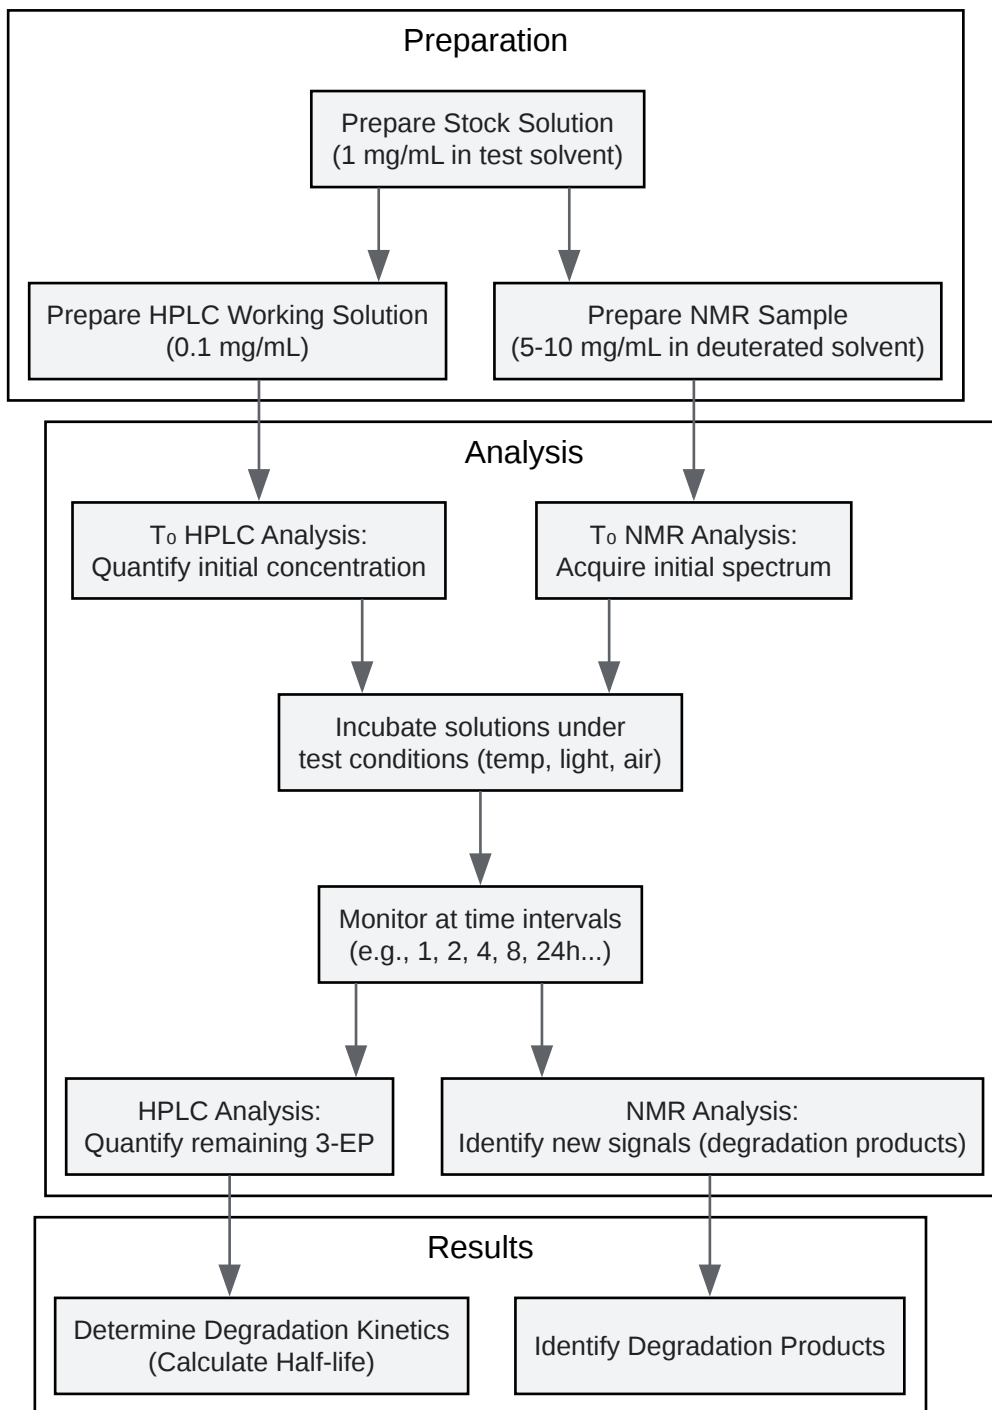 Preparation
Prepare Stock Solution
(1 mg/mL in test solvent)
Prepare HPLC Working Solution
(0.1 mg/mL)
Prepare NMR Sample
(5-10 mg/mL in deuterated solvent)
Analysis
T₀ HPLC Analysis:
Quantify initial concentration
T₀ NMR Analysis:
Acquire initial spectrum
Incubate solutions under
test conditions (temp, light, air)
Monitor at time intervals
(e.g., 1, 2, 4, 8, 24h...)
HPLC Analysis:
Quantify remaining 3-EP
NMR Analysis:
Identify new signals (degradation products)
Results
Determine Degradation Kinetics
(Calculate Half-life)
Identify Degradation Products